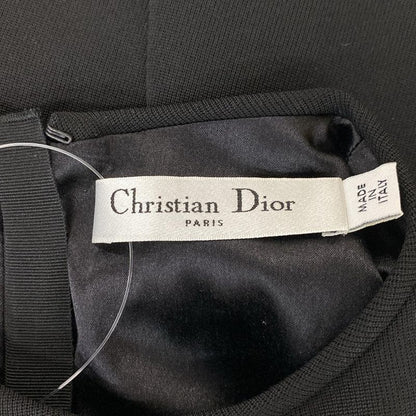 Christian Dior
PARIS
MADE
IN
ITALY